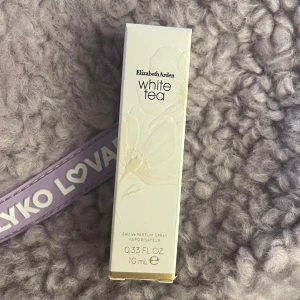 Elizabeth Arden
white
tea
LYKO LOVA
EAU DE PARFUM SPRAY
VAPORISATEUR
0.33 FL.OZ.
10 mL e